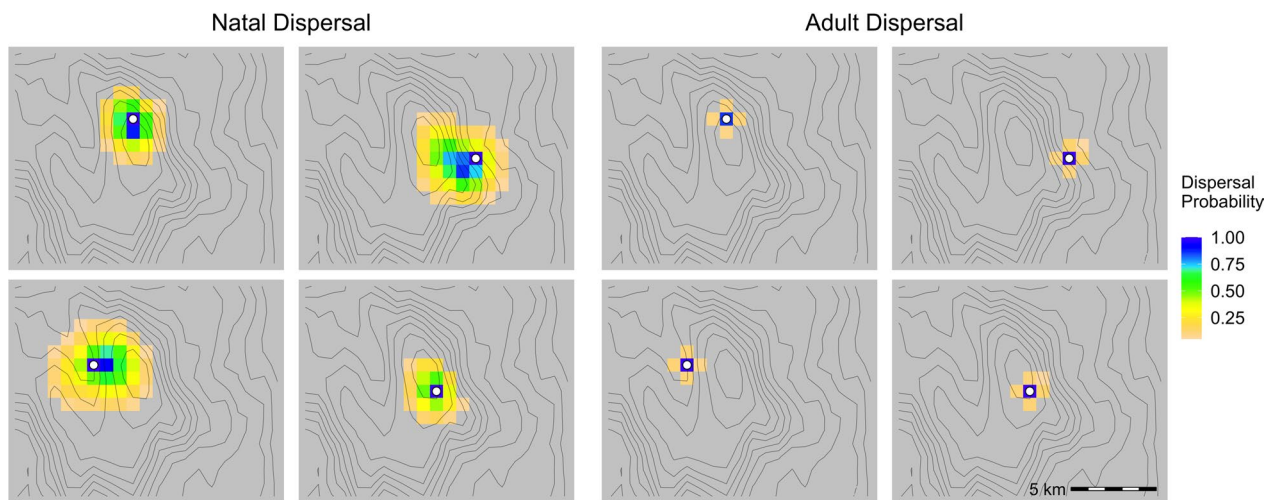 Natal Dispersal
Adult Dispersal
Dispersal
Probability
1.00
0.75
0.50
0.25
5 km